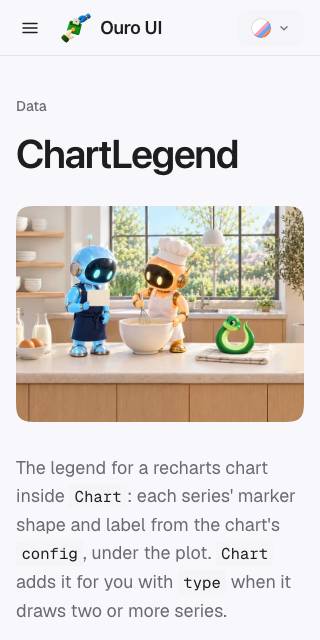 Ouro UI
Data
ChartLegend
The legend for a recharts chart
inside Chart: each series' marker
shape and label from the chart's
config, under the plot. Chart
adds it for you with type when it
draws two or more series.